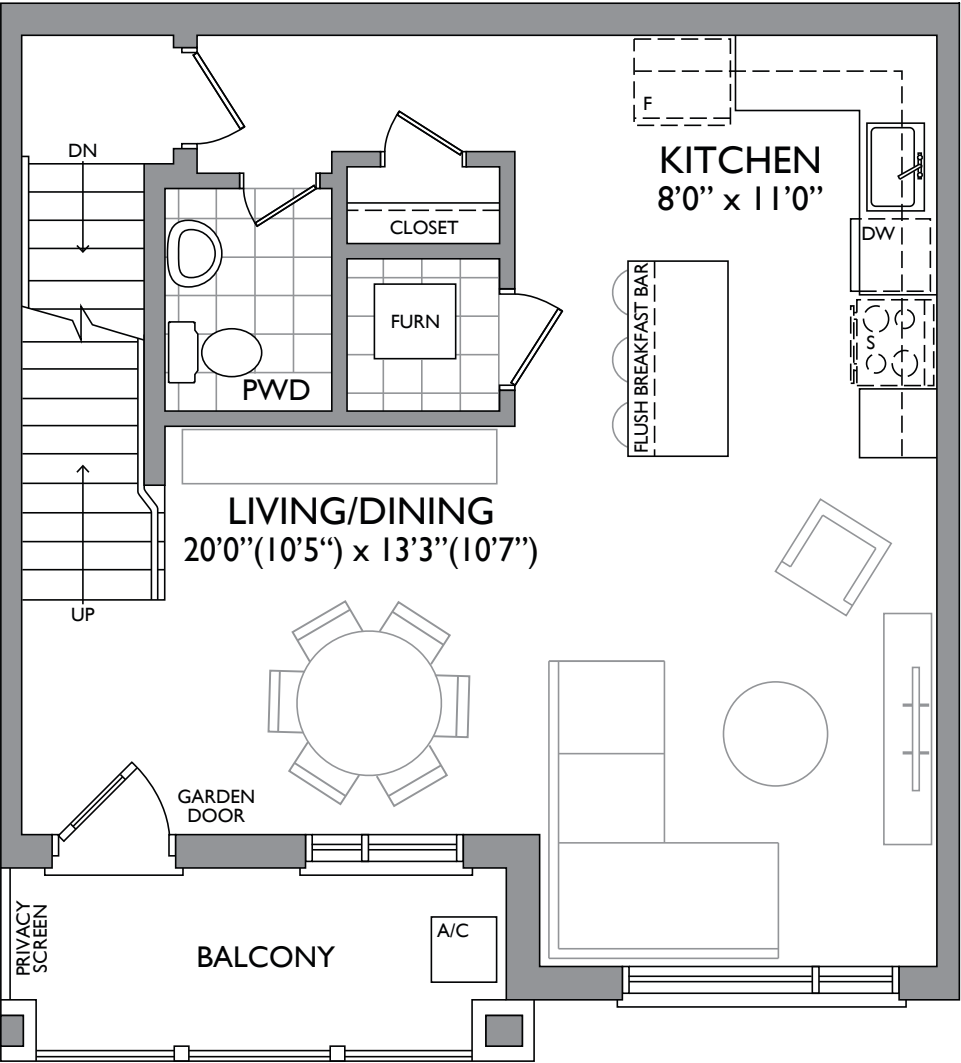 F
DN
KITCHEN
8'0” x 11'0”
CLOSET
DW
FLUSH BREAKFAST BAR
FURN
S
PWD
LIVING/DINING
20'0”(10'5“) x 13'3”(10'7”)
UP
GARDEN
DOOR
PRIVACY
SCREEN
A/C
BALCONY